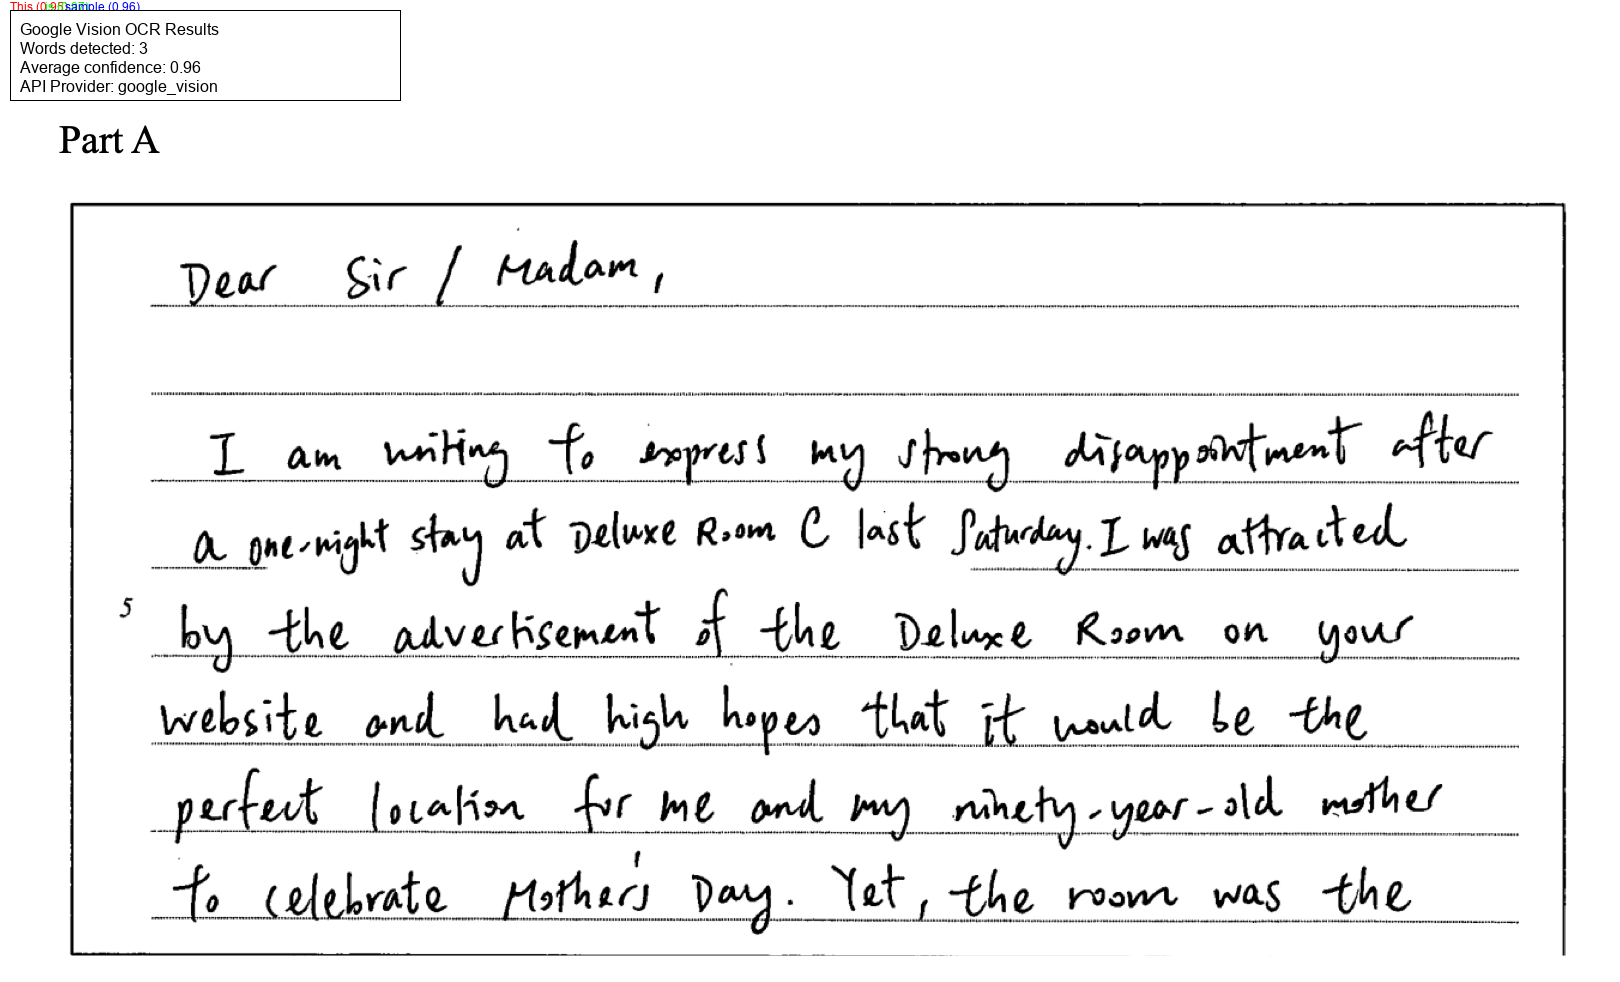 This (0.95) sample (0.96)
Google Vision OCR Results
Words detected: 3
Average confidence: 0.96
API Provider: google_vision
Part A
Dear Sir / Madam,
I am writing to express my strong disappointment after
a one-night stay at Deluxe Room C last Saturday. I was attracted
5 by the advertisement of the Deluxe Room on your
website and had high hopes that it would be the
perfect location for me and my ninety-year-old mother
to celebrate Mother's Day. Yet, the room was the